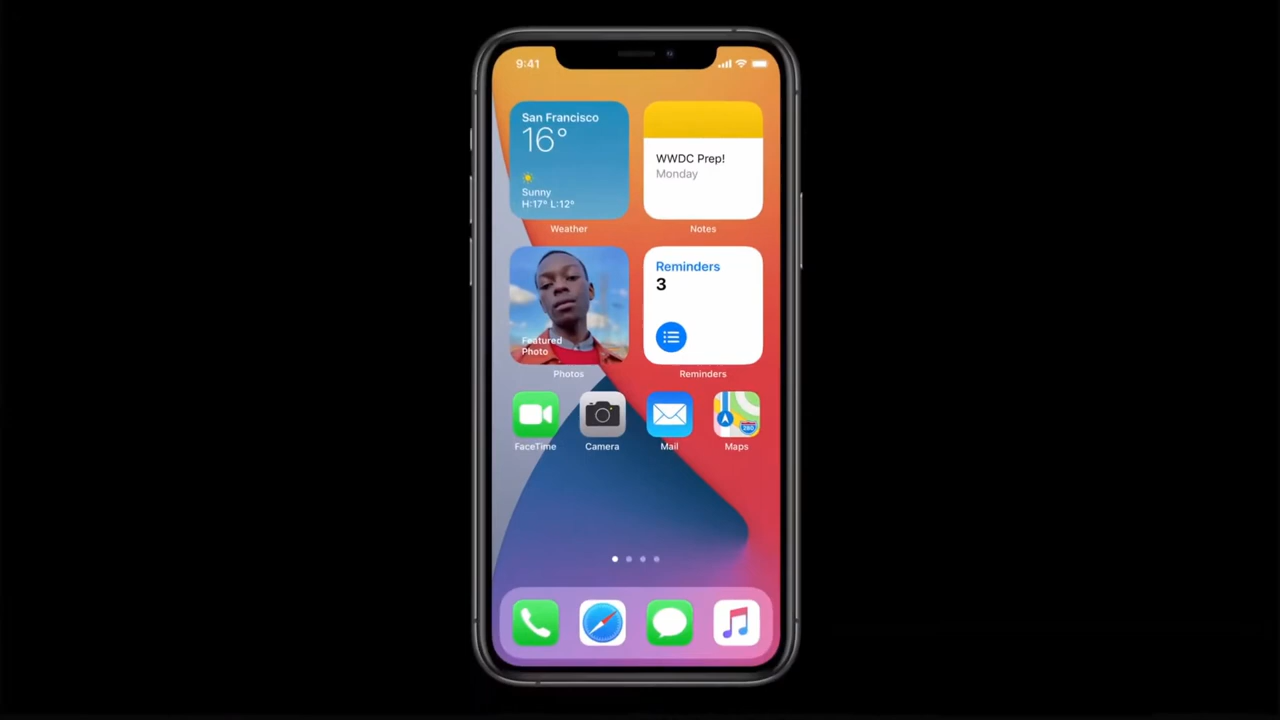 9:41
San Francisco
16°
Sunny
H:17° L:12°
Weather
WWDC Prep!
Monday
Notes
Featured
Photo
Photos
Reminders
3
Reminders
FaceTime
Camera
Mail
Maps
280